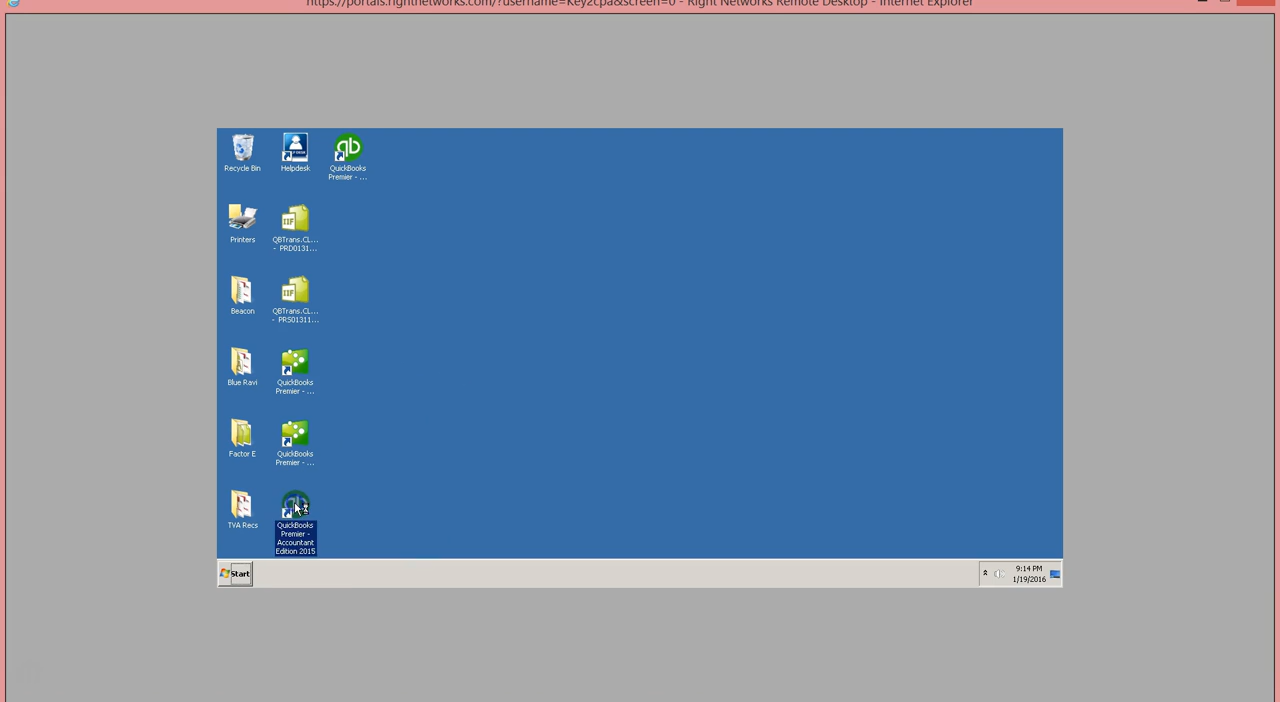 https://portals.rightnetworks.com/?username=Key2cpa&screen=0 - Right Networks Remote Desktop - Internet Explorer
Recycle Bin
Helpdesk
QuickBooks
Premier - ...
Printers
QBTrans.CL...
- PRD0131...
Beacon
QBTrans.CL...
- PRS01311...
Blue Ravi
QuickBooks
Premier - ...
Factor E
QuickBooks
Premier - ...
TVA Recs
QuickBooks
Premier -
Accountant
Edition 2015
Start
9:14 PM
1/19/2016